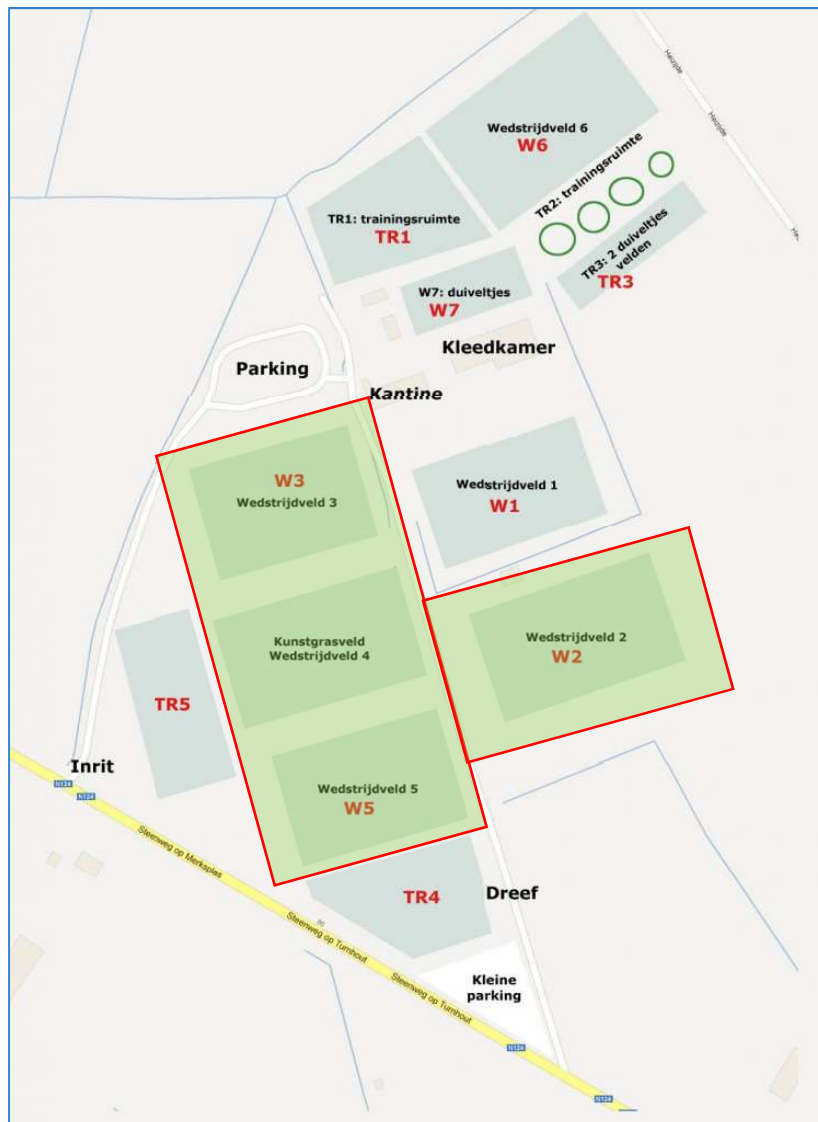 Heizijde
Heizijde
Wedstrijdveld 6
W6
TR2: trainingsruimte
TR1: trainingsruimte
TR1
TR3: 2 duiveltjes
velden
TR3
W7: duiveltjes
W7
Kleedkamer
Parking
Kantine
W3
Wedstrijdveld 3
Wedstrijdveld 1
W1
Kunstgrasveld
Wedstrijdveld 4
Wedstrijdveld 2
W2
TR5
Inrit
N124
N124
Wedstrijdveld 5
W5
Steenweg op Merksplas
TR4
Dreef
Steenweg op Turnhout
Steenweg op Turnhout
Kleine
parking
N124
N124